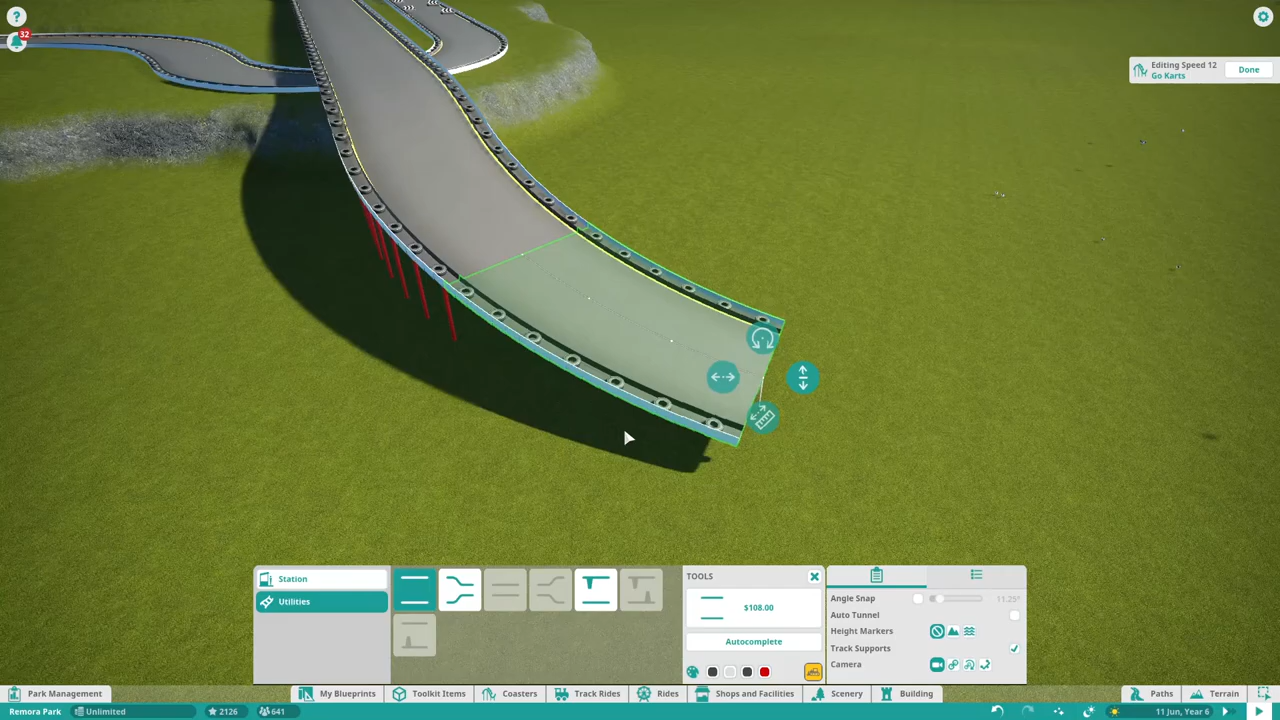 ?
32
Editing Speed 12
Go Karts
Done
Station
Utilities
TOOLS
$108.00
Autocomplete
Angle Snap
11.25°
Auto Tunnel
Height Markers
Track Supports
Camera
Park Management
My Blueprints
Toolkit Items
Coasters
Track Rides
Rides
Shops and Facilities
Scenery
Building
Paths
Terrain
Remora Park
Unlimited
2126
641
11 Jun, Year 6